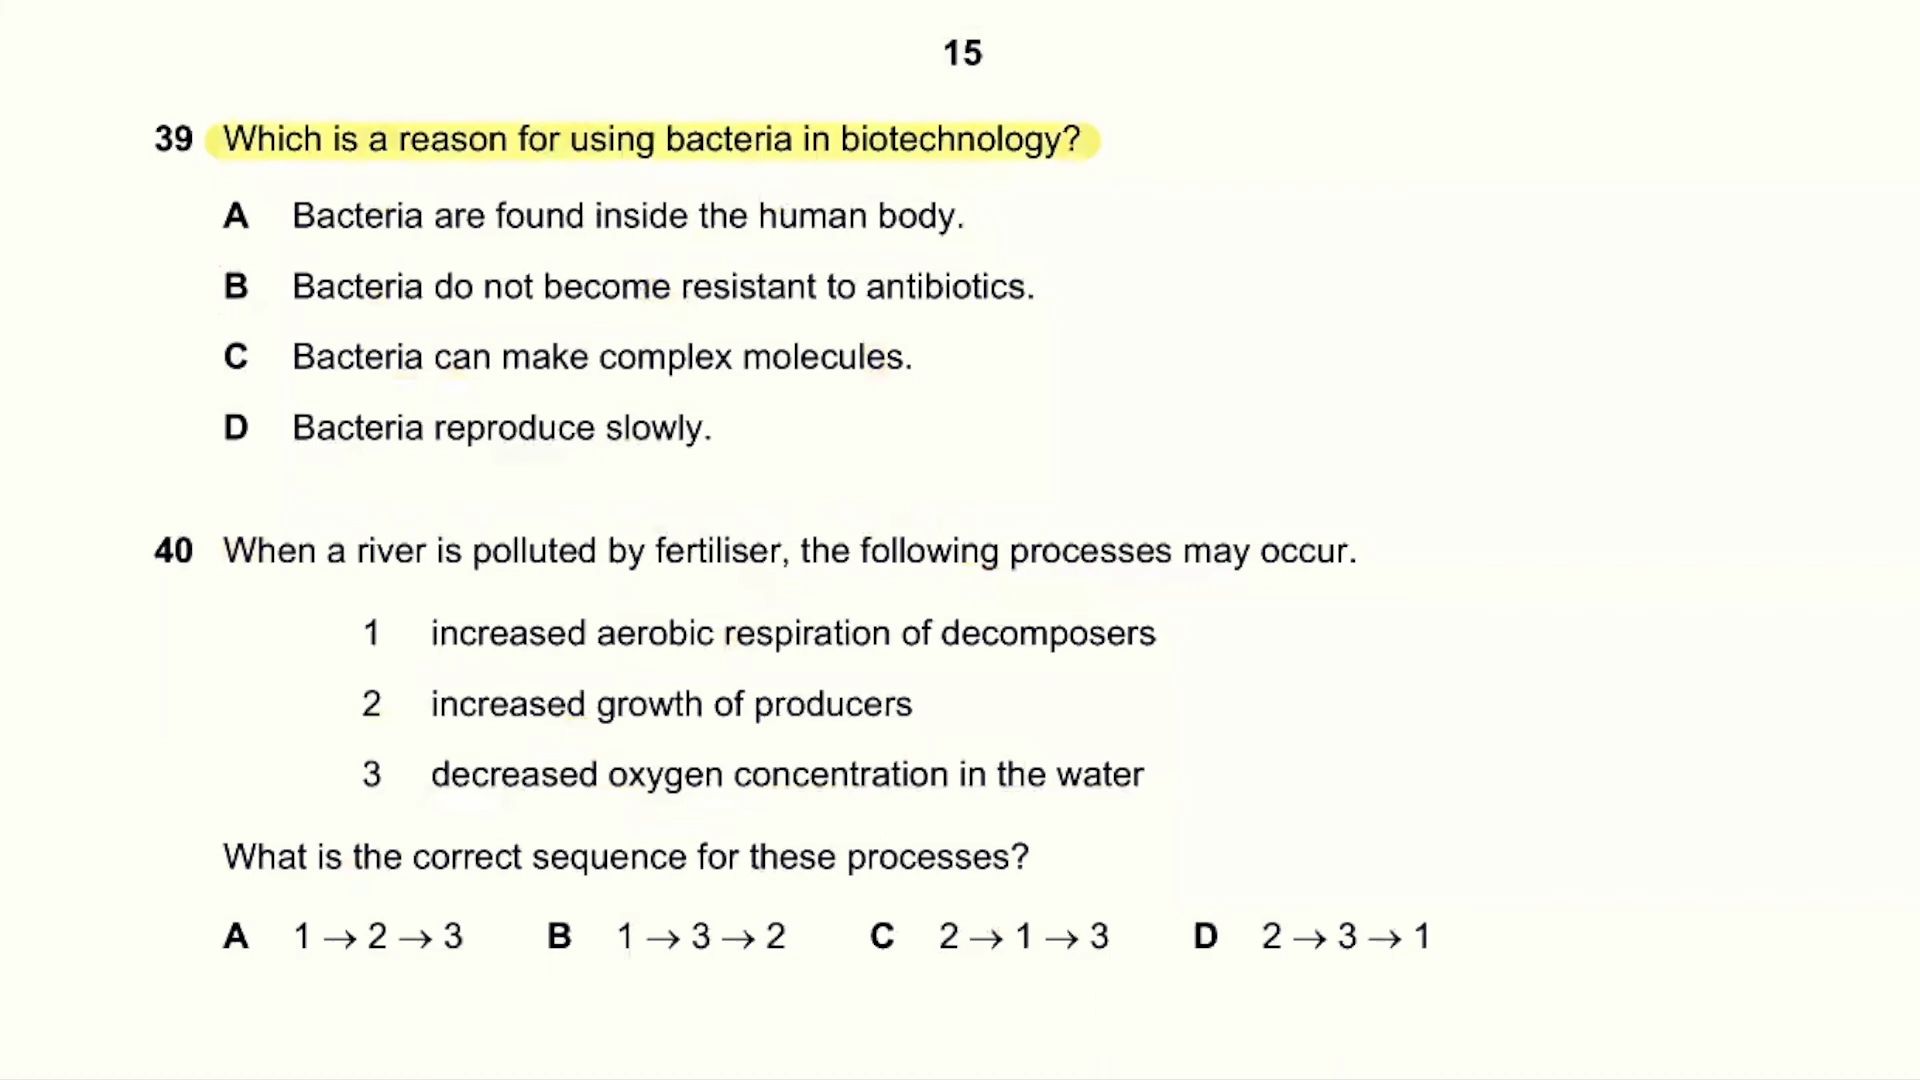 15
39 Which is a reason for using bacteria in biotechnology?
A Bacteria are found inside the human body.
B Bacteria do not become resistant to antibiotics.
C Bacteria can make complex molecules.
D Bacteria reproduce slowly.
40 When a river is polluted by fertiliser, the following processes may occur.
1 increased aerobic respiration of decomposers
2 increased growth of producers
3 decreased oxygen concentration in the water
What is the correct sequence for these processes?
A 1 → 2 → 3 B 1 → 3 → 2 C 2 → 1 → 3 D 2 → 3 → 1